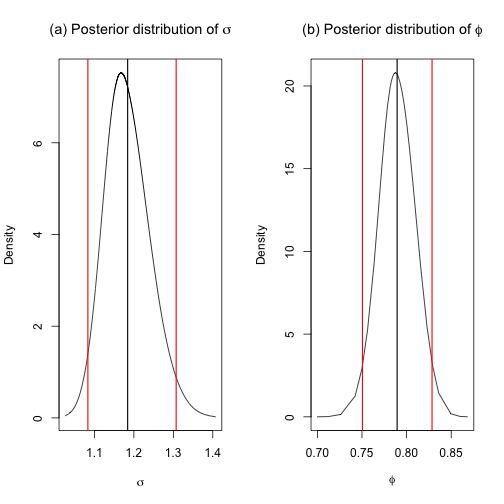 (a) Posterior distribution of σ
Density
0
2
4
6
1.1 1.2 1.3 1.4
σ
(b) Posterior distribution of ϕ
Density
0
5
10
15
20
0.70 0.75 0.80 0.85
ϕ